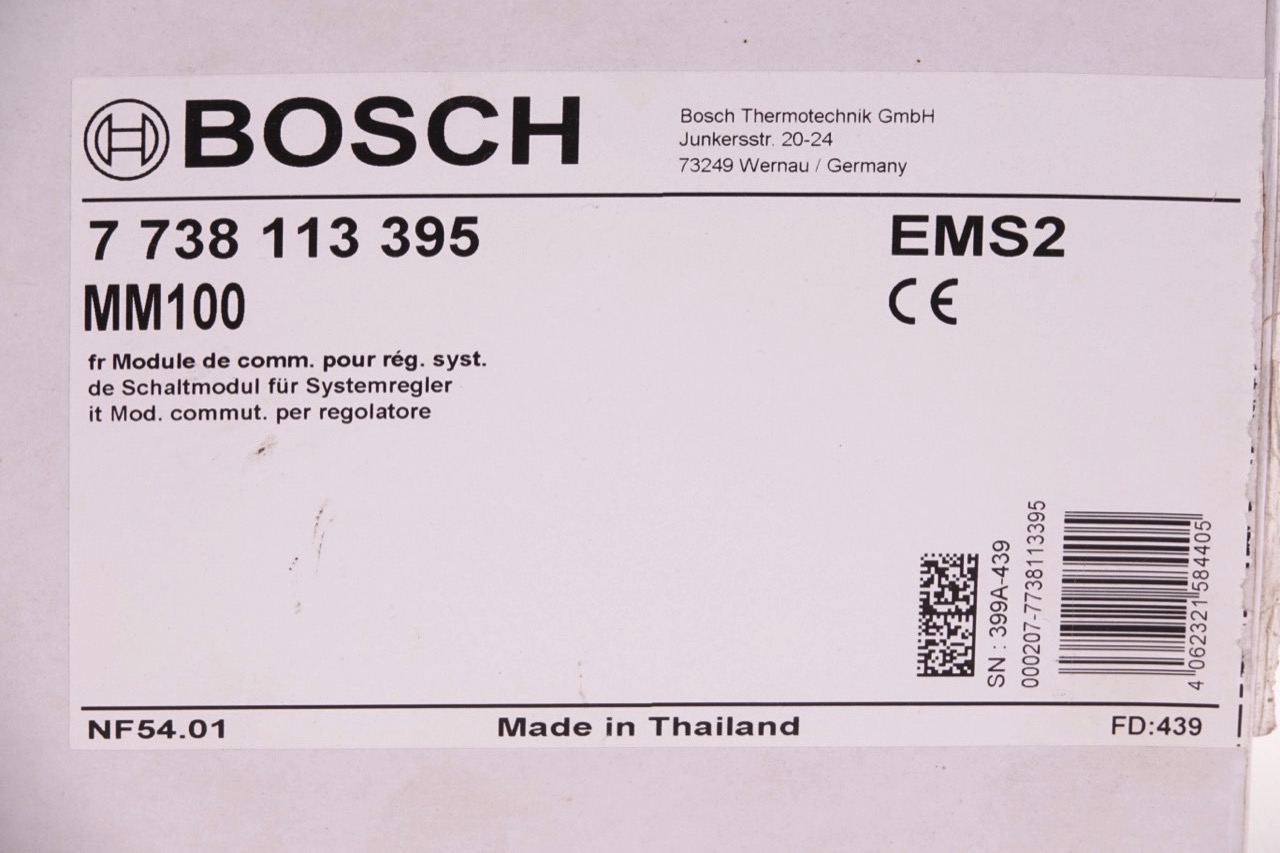 BOSCH
Bosch Thermotechnik GmbH
Junkersstr. 20-24
73249 Wernau / Germany
7 738 113 395
EMS2
MM100
CE
fr Module de comm. pour rég. syst.
de Schaltmodul für Systemregler
it Mod. commut. per regolatore
SN : 399A-439
000207-7738113395
4 062321 584405
NF54.01
Made in Thailand
FD:439